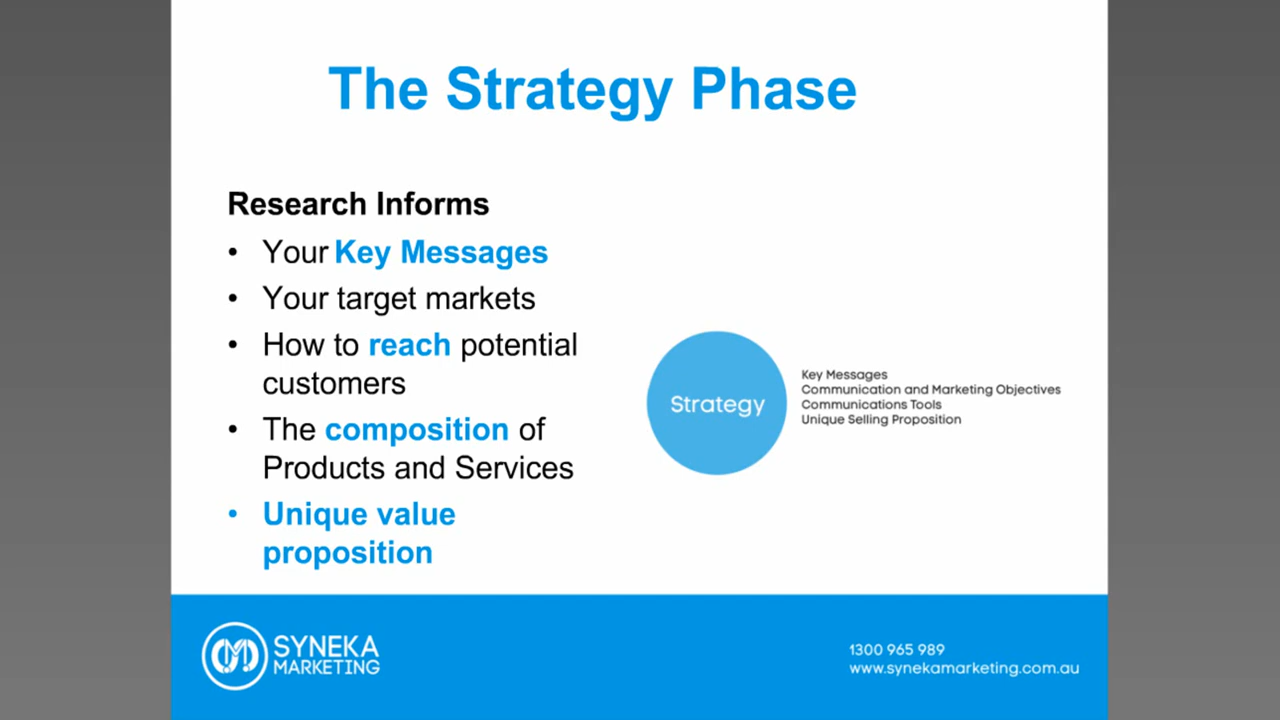 The Strategy Phase
Research Informs
• Your Key Messages
• Your target markets
• How to reach potential
customers
• The composition of
Products and Services
• Unique value
proposition
Strategy
Key Messages
Communication and Marketing Objectives
Communications Tools
Unique Selling Proposition
SYNEKA
MARKETING
1300 965 989
www.synekamarketing.com.au